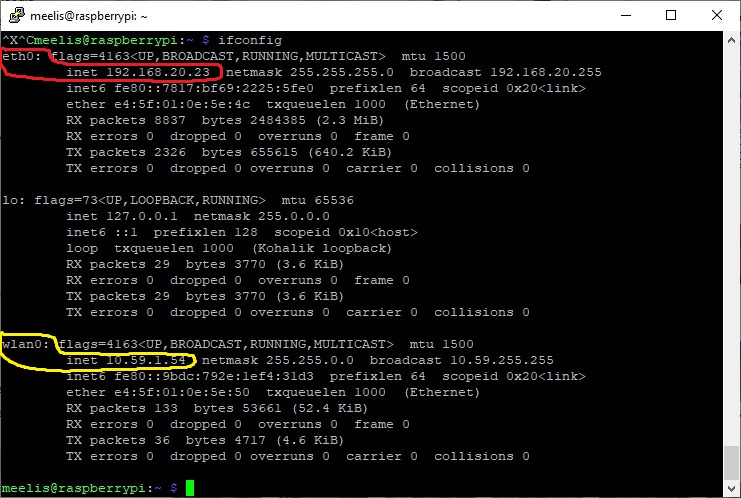 meelis@raspberrypi: ~
^X^Cmeelis@raspberrypi:~ $ ifconfig
eth0: flags=4163<UP,BROADCAST,RUNNING,MULTICAST>  mtu 1500
        inet 192.168.20.23  netmask 255.255.255.0  broadcast 192.168.20.255
        inet6 fe80::7817:bf69:2225:5fe0  prefixlen 64  scopeid 0x20<link>
        ether e4:5f:01:0e:5e:4c  txqueuelen 1000  (Ethernet)
        RX packets 8837  bytes 2484385 (2.3 MiB)
        RX errors 0  dropped 0  overruns 0  frame 0
        TX packets 2326  bytes 655615 (640.2 KiB)
        TX errors 0  dropped 0 overruns 0  carrier 0  collisions 0
lo: flags=73<UP,LOOPBACK,RUNNING>  mtu 65536
        inet 127.0.0.1  netmask 255.0.0.0
        inet6 ::1  prefixlen 128  scopeid 0x10<host>
        loop  txqueuelen 1000  (Kohalik loopback)
        RX packets 29  bytes 3770 (3.6 KiB)
        RX errors 0  dropped 0  overruns 0  frame 0
        TX packets 29  bytes 3770 (3.6 KiB)
        TX errors 0  dropped 0 overruns 0  carrier 0  collisions 0
wlan0: flags=4163<UP,BROADCAST,RUNNING,MULTICAST>  mtu 1500
        inet 10.59.1.54  netmask 255.255.0.0  broadcast 10.59.255.255
        inet6 fe80::9bdc:792e:1ef4:31d3  prefixlen 64  scopeid 0x20<link>
        ether e4:5f:01:0e:5e:50  txqueuelen 1000  (Ethernet)
        RX packets 133  bytes 53661 (52.4 KiB)
        RX errors 0  dropped 0  overruns 0  frame 0
        TX packets 36  bytes 4717 (4.6 KiB)
        TX errors 0  dropped 0 overruns 0  carrier 0  collisions 0
meelis@raspberrypi:~ $